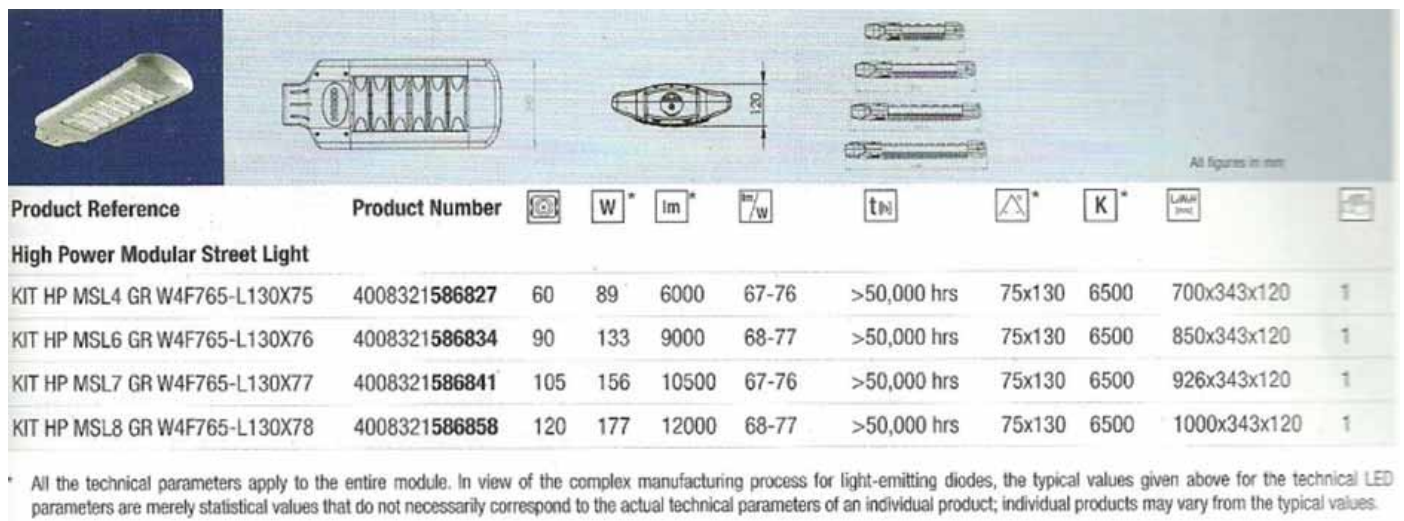 120
All figures in mm
Product Reference Product Number W* lm* lm/W t[h] * K* LxWxH [mm]
High Power Modular Street Light
KIT HP MSL4 GR W4F765-L130X75 4008321586827 60 89 6000 67-76 >50,000 hrs 75x130 6500 700x343x120 1
KIT HP MSL6 GR W4F765-L130X76 4008321586834 90 133 9000 68-77 >50,000 hrs 75x130 6500 850x343x120 1
KIT HP MSL7 GR W4F765-L130X77 4008321586841 105 156 10500 67-76 >50,000 hrs 75x130 6500 926x343x120 1
KIT HP MSL8 GR W4F765-L130X78 4008321586858 120 177 12000 68-77 >50,000 hrs 75x130 6500 1000x343x120 1
* All the technical parameters apply to the entire module. In view of the complex manufacturing process for light-emitting diodes, the typical values given above for the technical LED
parameters are merely statistical values that do not necessarily correspond to the actual technical parameters of an individual product; individual products may vary from the typical values.